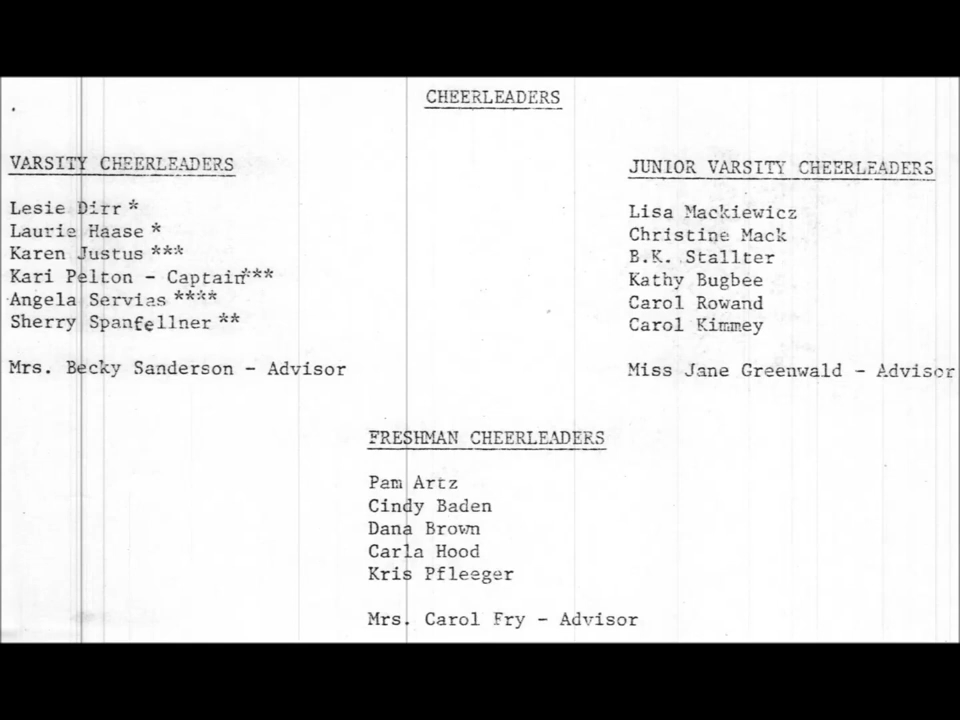 CHEERLEADERS
VARSITY CHEERLEADERS
Lesie Dirr *
Laurie Haase *
Karen Justus ***
Kari Pelton - Captain***
Angela Servias ****
Sherry Spanfellner **
Mrs. Becky Sanderson - Advisor
JUNIOR VARSITY CHEERLEADERS
Lisa Mackiewicz
Christine Mack
B.K. Stallter
Kathy Bugbee
Carol Rowand
Carol Kimmey
Miss Jane Greenwald - Advisor
FRESHMAN CHEERLEADERS
Pam Artz
Cindy Baden
Dana Brown
Carla Hood
Kris Pfleeger
Mrs. Carol Fry - Advisor